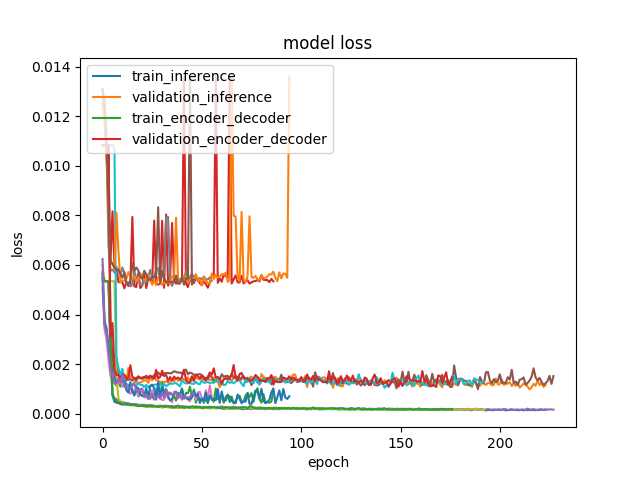 model loss
train_inference
validation_inference
train_encoder_decoder
validation_encoder_decoder
0.014
0.012
0.010
0.008
0.006
0.004
0.002
0.000
loss
0
50
100
150
200
epoch